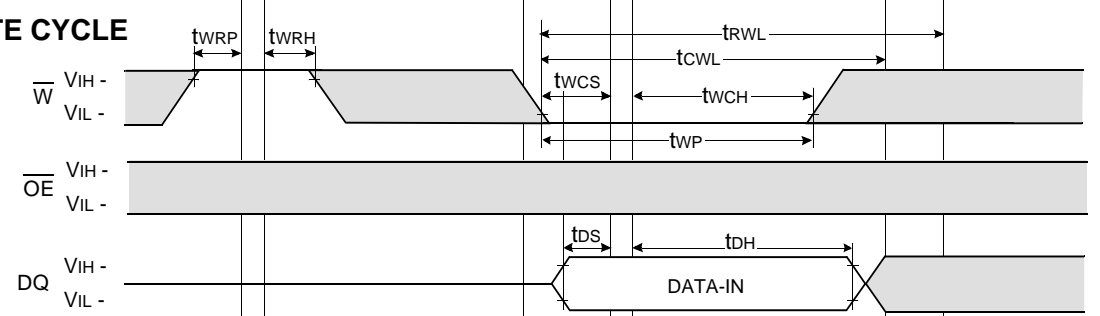 TE CYCLE
tWRP
tWRH
tRWL
tCWL
tWCS
tWCH
tWP
W
VIH -
VIL -
OE
VIH -
VIL -
tDS
tDH
DQ
VIH -
VIL -
DATA-IN